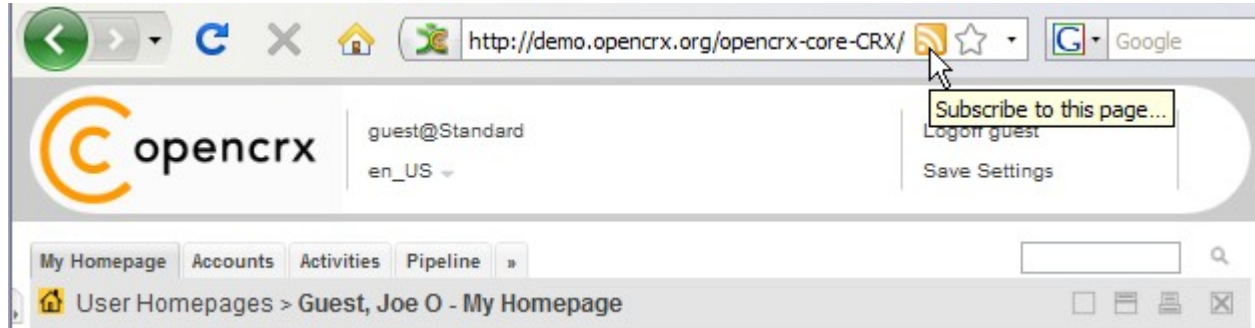 http://demo.opencrx.org/opencrx-core-CRX/
G
Google
Subscribe to this page...
opencrx
guest@Standard
Logoff guest
en_US
Save Settings
My Homepage
Accounts
Activities
Pipeline
»
User Homepages > Guest, Joe O - My Homepage